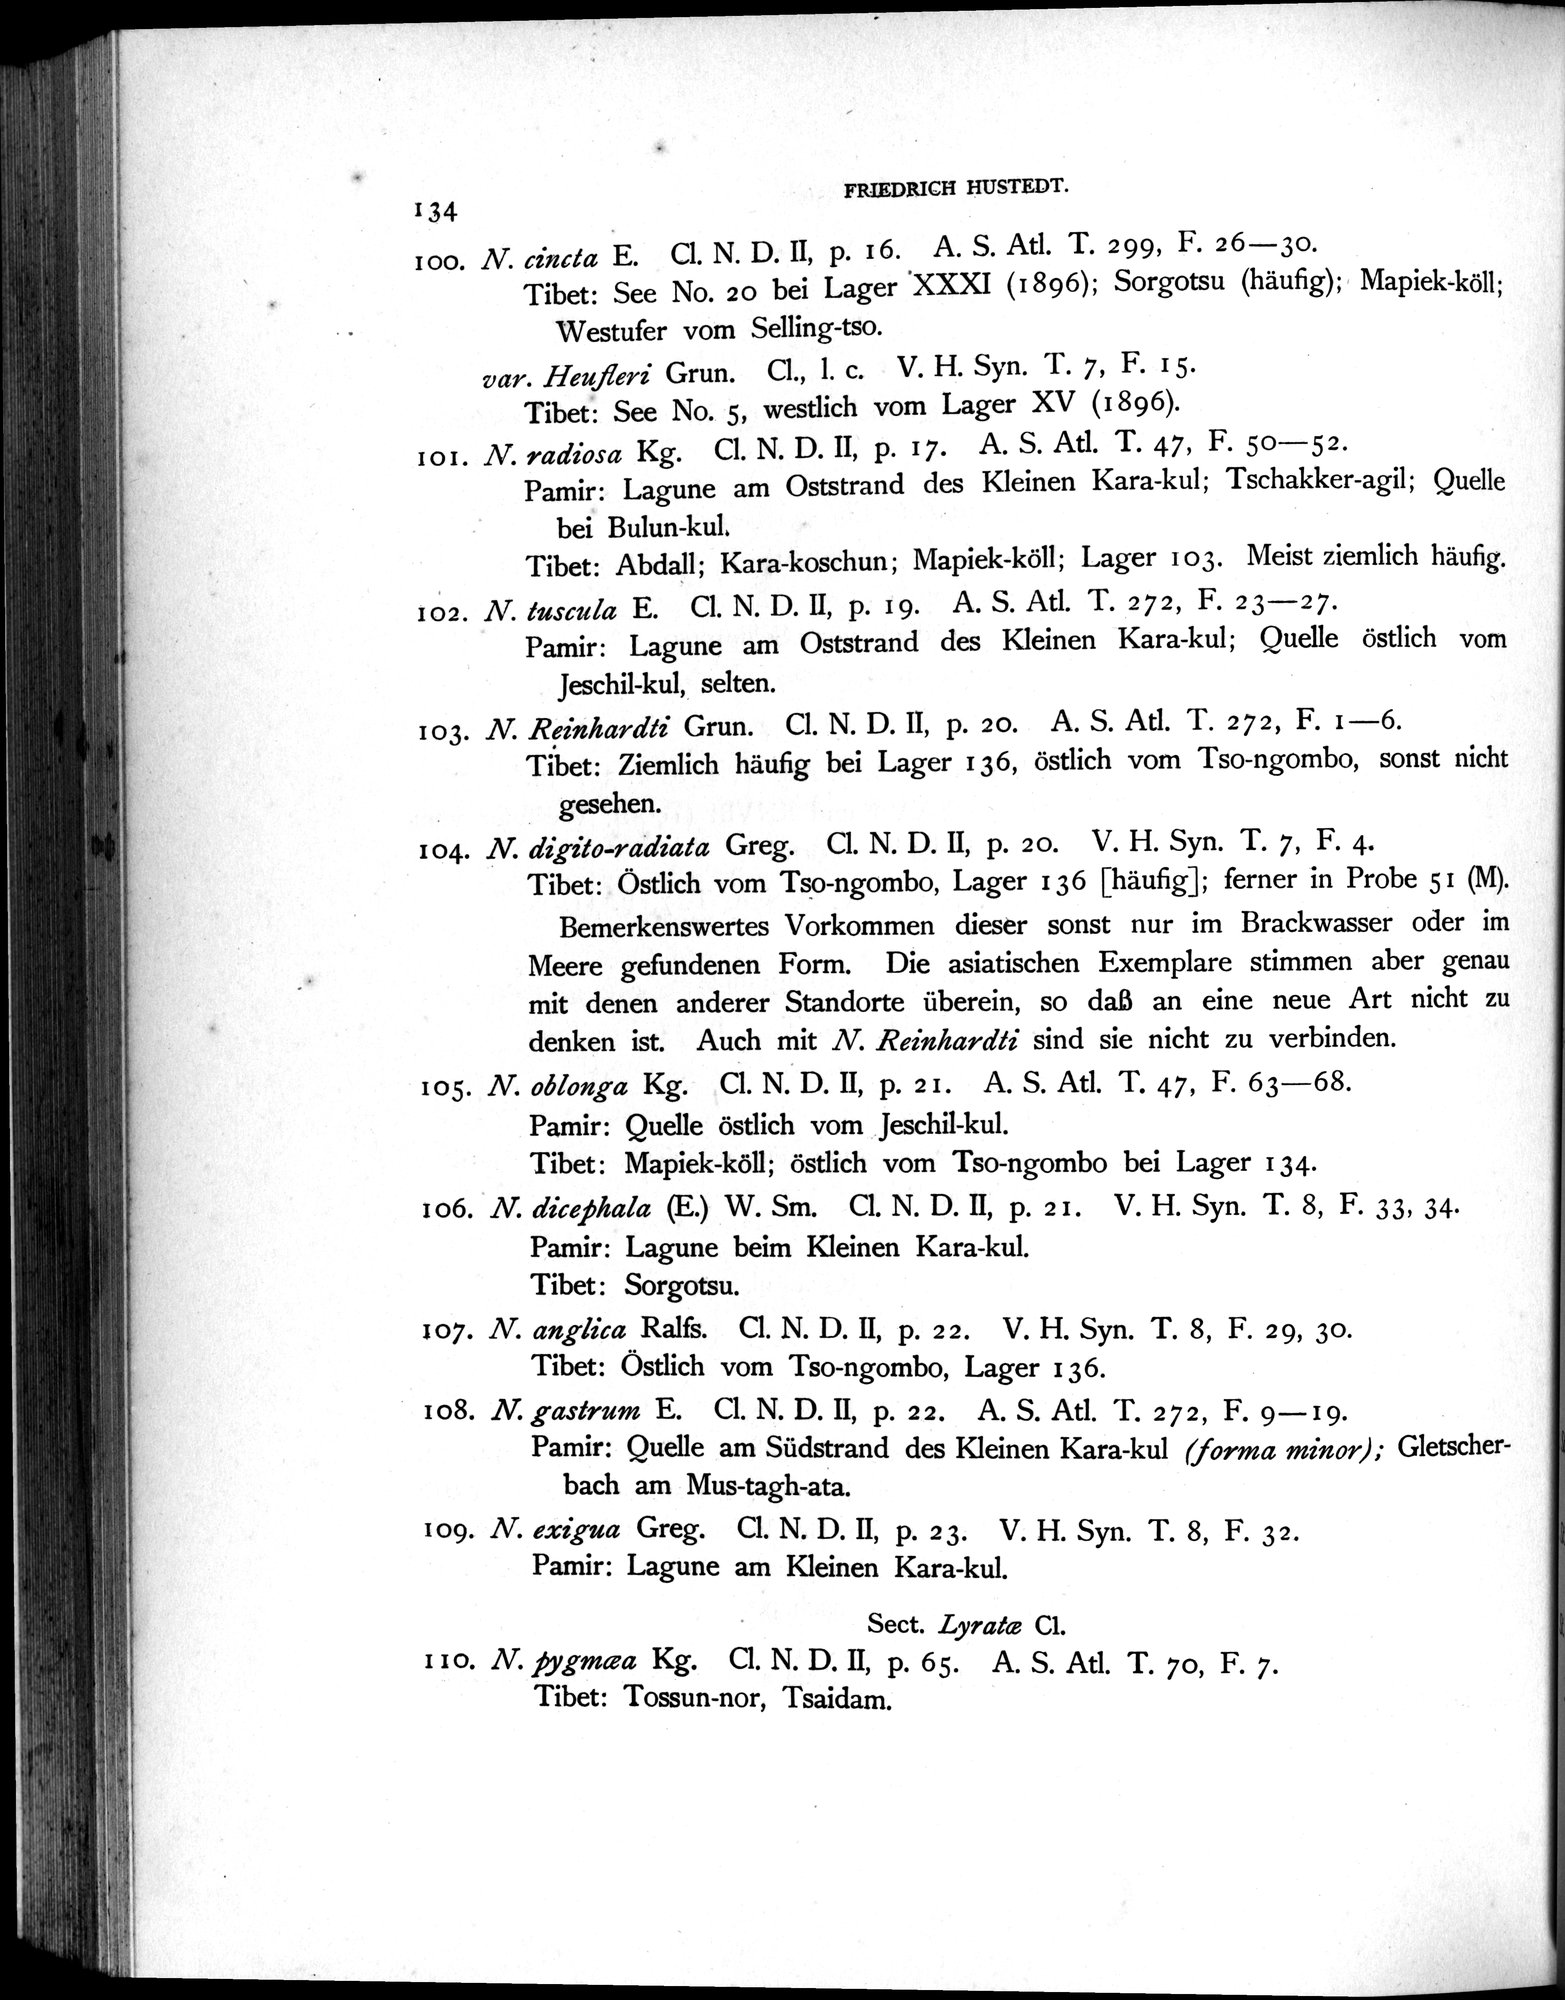 FRIEDRICH HUSTEDT.
134
100. N. cincta E. Cl. N. D. II, p. 16. A. S. Atl. T. 299, F. 26—30.
Tibet: See No. 20 bei Lager XXXI (1896); Sorgotsu (häufig); Mapiek-köll;
Westufer vom Selling-tso.
var. Heufleri Grun. Cl., l. c. V. H. Syn. T. 7, F. 15.
Tibet: See No. 5, westlich vom Lager XV (1896).
101. N. radiosa Kg. Cl. N. D. II, p. 17. A. S. Atl. T. 47, F. 50—52.
Pamir: Lagune am Oststrand des Kleinen Kara-kul; Tschakker-agil; Quelle
bei Bulun-kul.
Tibet: Abdall; Kara-koschun; Mapiek-köll; Lager 103. Meist ziemlich häufig.
102. N. tuscula E. Cl. N. D. II, p. 19. A. S. Atl. T. 272, F. 23—27.
Pamir: Lagune am Oststrand des Kleinen Kara-kul; Quelle östlich vom
Jeschil-kul, selten.
103. N. Reinhardti Grun. Cl. N. D. II, p. 20. A. S. Atl. T. 272, F. 1—6.
Tibet: Ziemlich häufig bei Lager 136, östlich vom Tso-ngombo, sonst nicht
gesehen.
104. N. digito-radiata Greg. Cl. N. D. II, p. 20. V. H. Syn. T. 7, F. 4.
Tibet: Östlich vom Tso-ngombo, Lager 136 [häufig]; ferner in Probe 51 (M).
Bemerkenswertes Vorkommen dieser sonst nur im Brackwasser oder im
Meere gefundenen Form. Die asiatischen Exemplare stimmen aber genau
mit denen anderer Standorte überein, so daß an eine neue Art nicht zu
denken ist. Auch mit N. Reinhardti sind sie nicht zu verbinden.
105. N. oblonga Kg. Cl. N. D. II, p. 21. A. S. Atl. T. 47, F. 63—68.
Pamir: Quelle östlich vom Jeschil-kul.
Tibet: Mapiek-köll; östlich vom Tso-ngombo bei Lager 134.
106. N. dicephala (E.) W. Sm. Cl. N. D. II, p. 21. V. H. Syn. T. 8, F. 33, 34.
Pamir: Lagune beim Kleinen Kara-kul.
Tibet: Sorgotsu.
107. N. anglica Ralfs. Cl. N. D. II, p. 22. V. H. Syn. T. 8, F. 29, 30.
Tibet: Östlich vom Tso-ngombo, Lager 136.
108. N. gastrum E. Cl. N. D. II, p. 22. A. S. Atl. T. 272, F. 9—19.
Pamir: Quelle am Südstrand des Kleinen Kara-kul (forma minor); Gletscher-
bach am Mus-tagh-ata.
109. N. exigua Greg. Cl. N. D. II, p. 23. V. H. Syn. T. 8, F. 32.
Pamir: Lagune am Kleinen Kara-kul.
Sect. Lyratæ Cl.
110. N. pygmæa Kg. Cl. N. D. II, p. 65. A. S. Atl. T. 70, F. 7.
Tibet: Tossun-nor, Tsaidam.